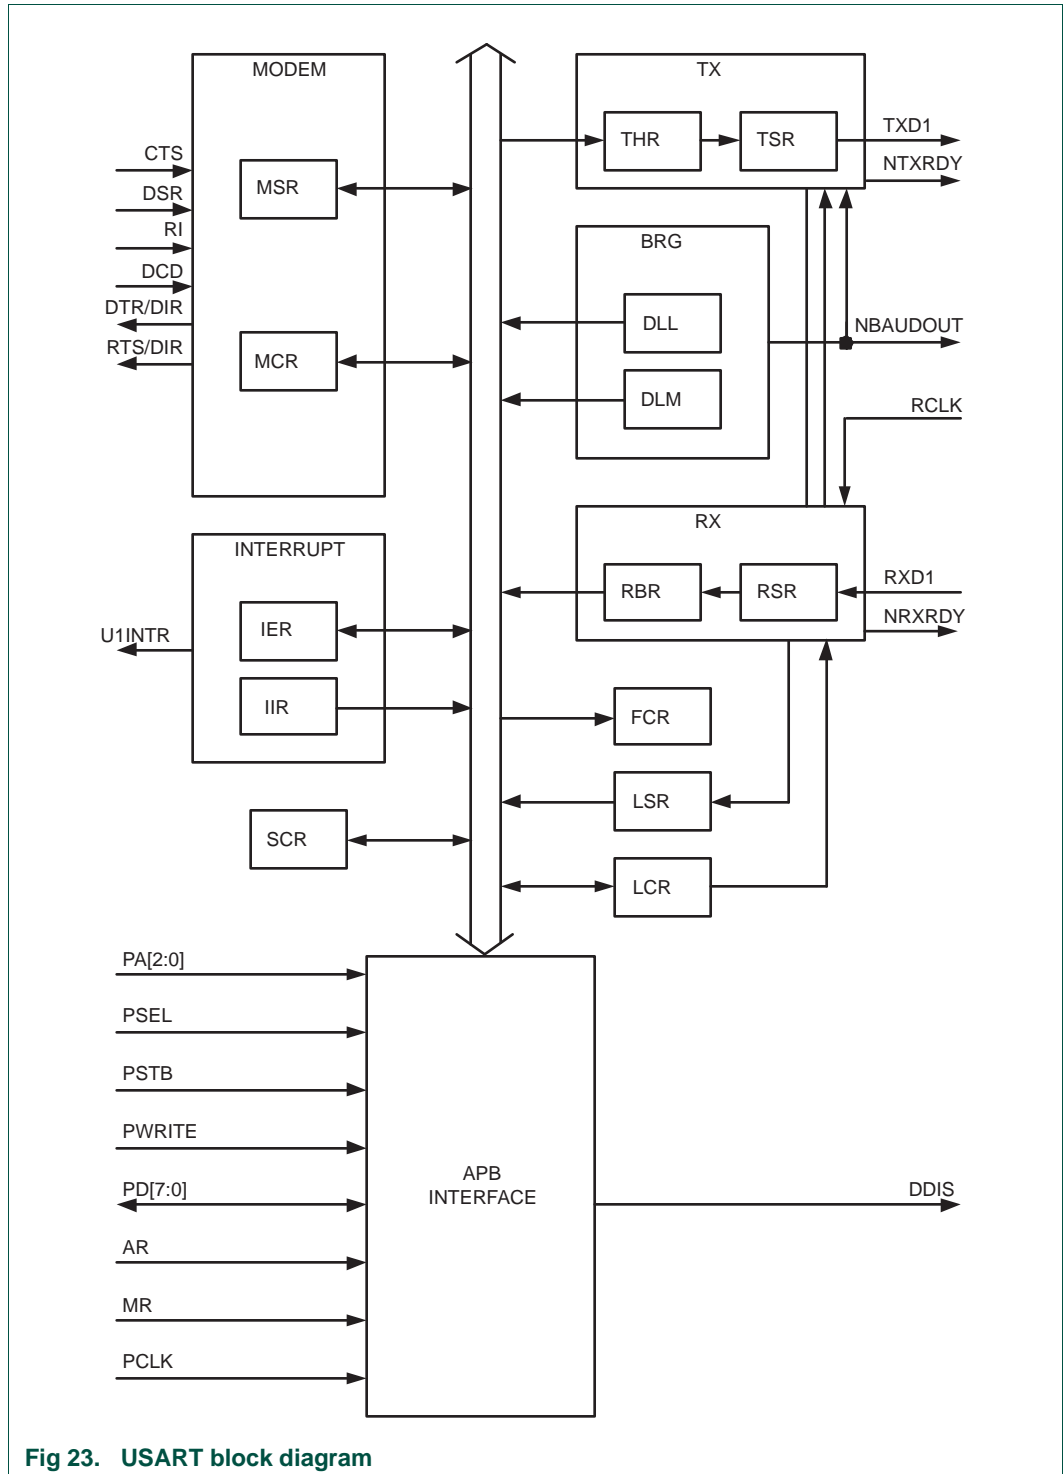 MODEM
MSR
MCR
CTS
DSR
RI
DCD
DTR/DIR
RTS/DIR
INTERRUPT
IER
IIR
U1INTR
SCR
TX
THR
TSR
TXD1
NTXRDY
BRG
DLL
DLM
NBAUDOUT
RCLK
RX
RBR
RSR
RXD1
NRXRDY
FCR
LSR
LCR
PA[2:0]
PSEL
PSTB
PWRITE
PD[7:0]
AR
MR
PCLK
APB
INTERFACE
DDIS
Fig 23. USART block diagram